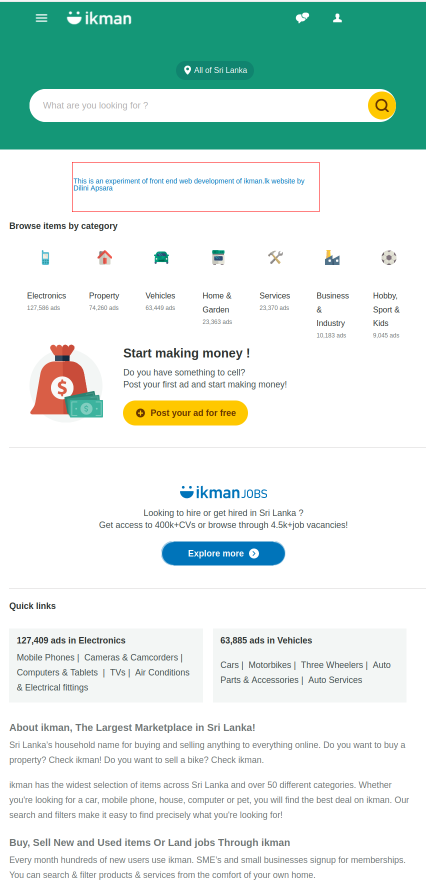 ikman
All of Sri Lanka
What are you looking for ?
This is an experiment of front end web development of ikman.lk website by
Dilini Apsara
Browse items by category
Electronics
127,586 ads
Property
74,260 ads
Vehicles
63,449 ads
Home &
Garden
23,363 ads
Services
23,370 ads
Business
&
Industry
10,183 ads
Hobby,
Sport &
Kids
9,045 ads
Start making money !
Do you have something to cell?
Post your first ad and start making money!
Post your ad for free
ikman JOBS
Looking to hire or get hired in Sri Lanka ?
Get access to 400k+CVs or browse through 4.5k+job vacancies!
Explore more
Quick links
127,409 ads in Electronics
Mobile Phones | Cameras & Camcorders |
Computers & Tablets | TVs | Air Conditions
& Electrical fittings
63,885 ads in Vehicles
Cars | Motorbikes | Three Wheelers | Auto
Parts & Accessories | Auto Services
About ikman, The Largest Marketplace in Sri Lanka!
Sri Lanka's household name for buying and selling anything to everything online. Do you want to buy a
property? Check ikman! Do you want to sell a bike? Check ikman.
ikman has the widest selection of items across Sri Lanka and over 50 different categories. Whether
you're looking for a car, mobile phone, house, computer or pet, you will find the best deal on ikman. Our
search and filters make it easy to find precisely what you're looking for!
Buy, Sell New and Used items Or Land jobs Through ikman
Every month hundreds of new users use ikman. SME's and small businesses signup for memberships.
You can search & filter products & services from the comfort of your own home.